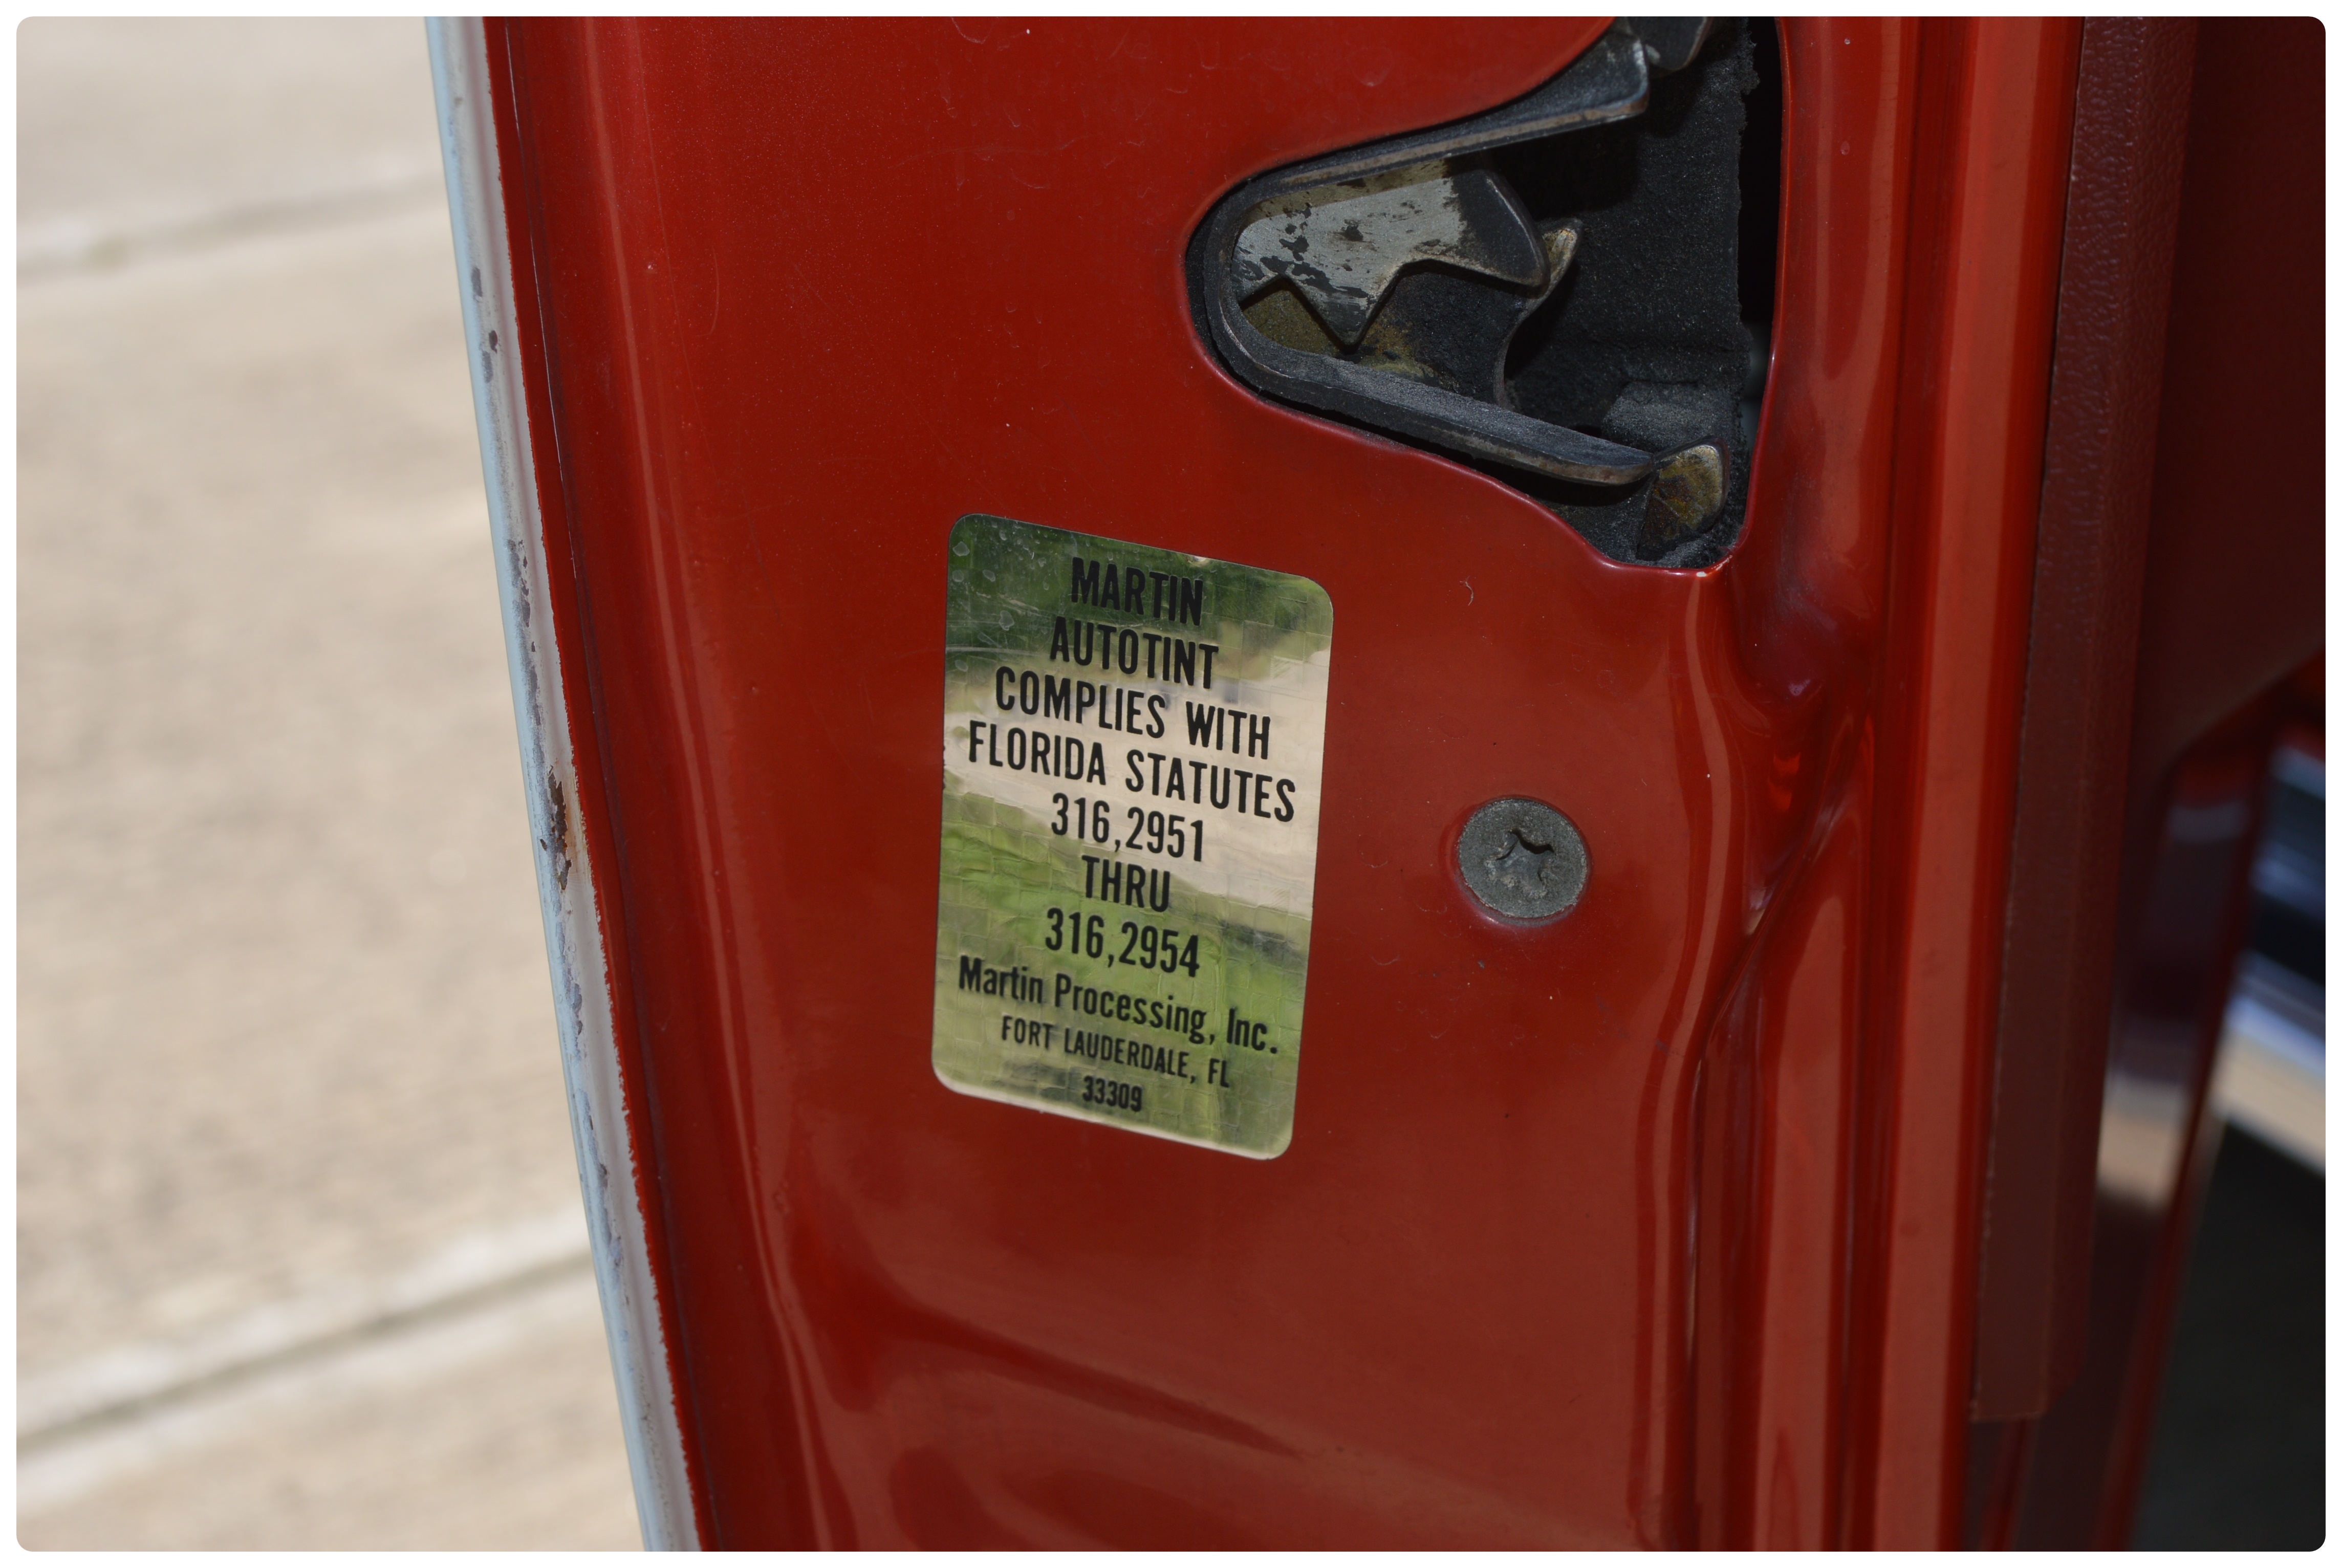 MARTIN
AUTOTINT
COMPLIES WITH
FLORIDA STATUTES
316,2951
THRU
316,2954
Martin Processing, Inc.
FORT LAUDERDALE, FL
33309